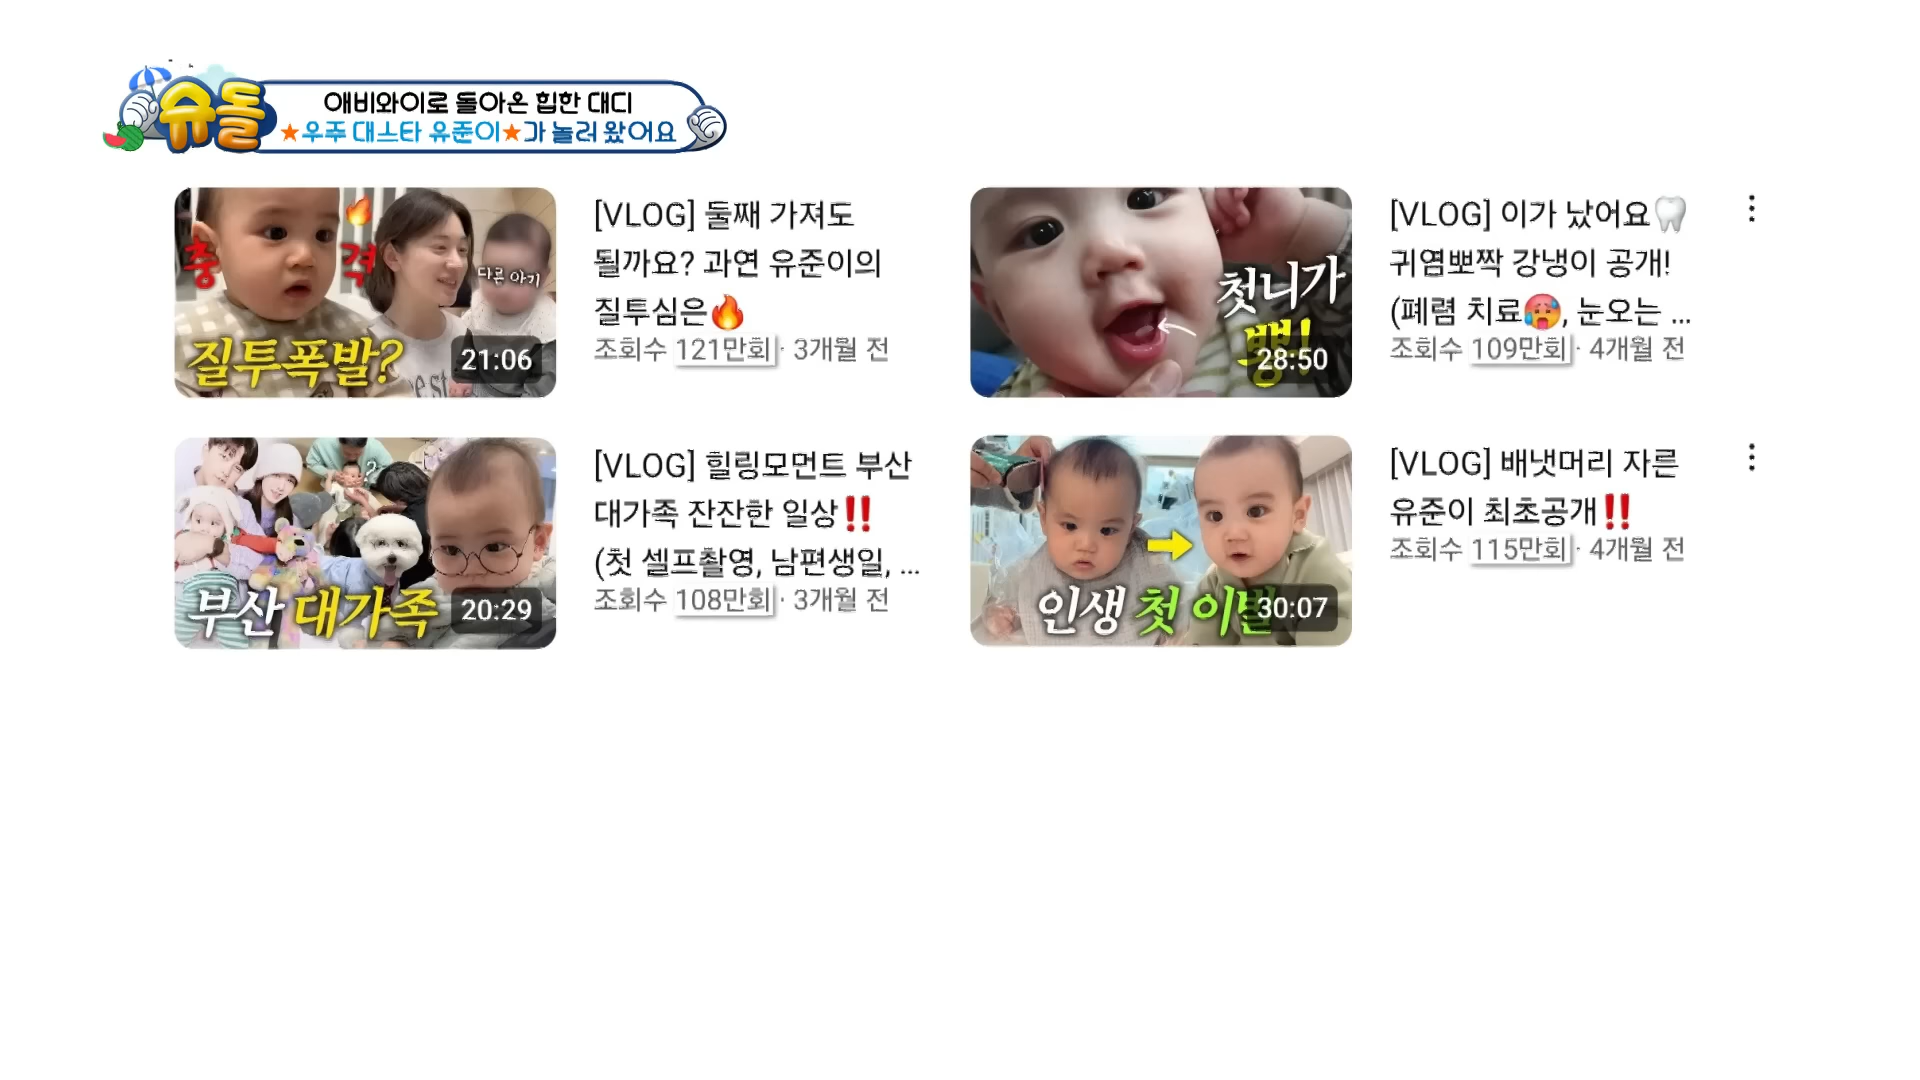 슈돌
애비와이로 돌아온 힙한 대디
★우주 대스타 유준이★가 놀러 왔어요
충 격
다른 아기
질투폭발?
21:06
[VLOG] 둘째 가져도
될까요? 과연 유준이의
질투심은🔥
조회수 121만회 · 3개월 전
첫니가
뿅!
28:50
[VLOG] 이가 났어요🦷
귀염뽀짝 강냉이 공개!
(폐렴 치료🥵, 눈오는 ...
조회수 109만회 · 4개월 전
?
부산 대가족
20:29
[VLOG] 힐링모먼트 부산
대가족 잔잔한 일상‼️
(첫 셀프촬영, 남편생일, ...
조회수 108만회 · 3개월 전
인생 첫 이발
30:07
[VLOG] 배냇머리 자른
유준이 최초공개‼️
조회수 115만회 · 4개월 전